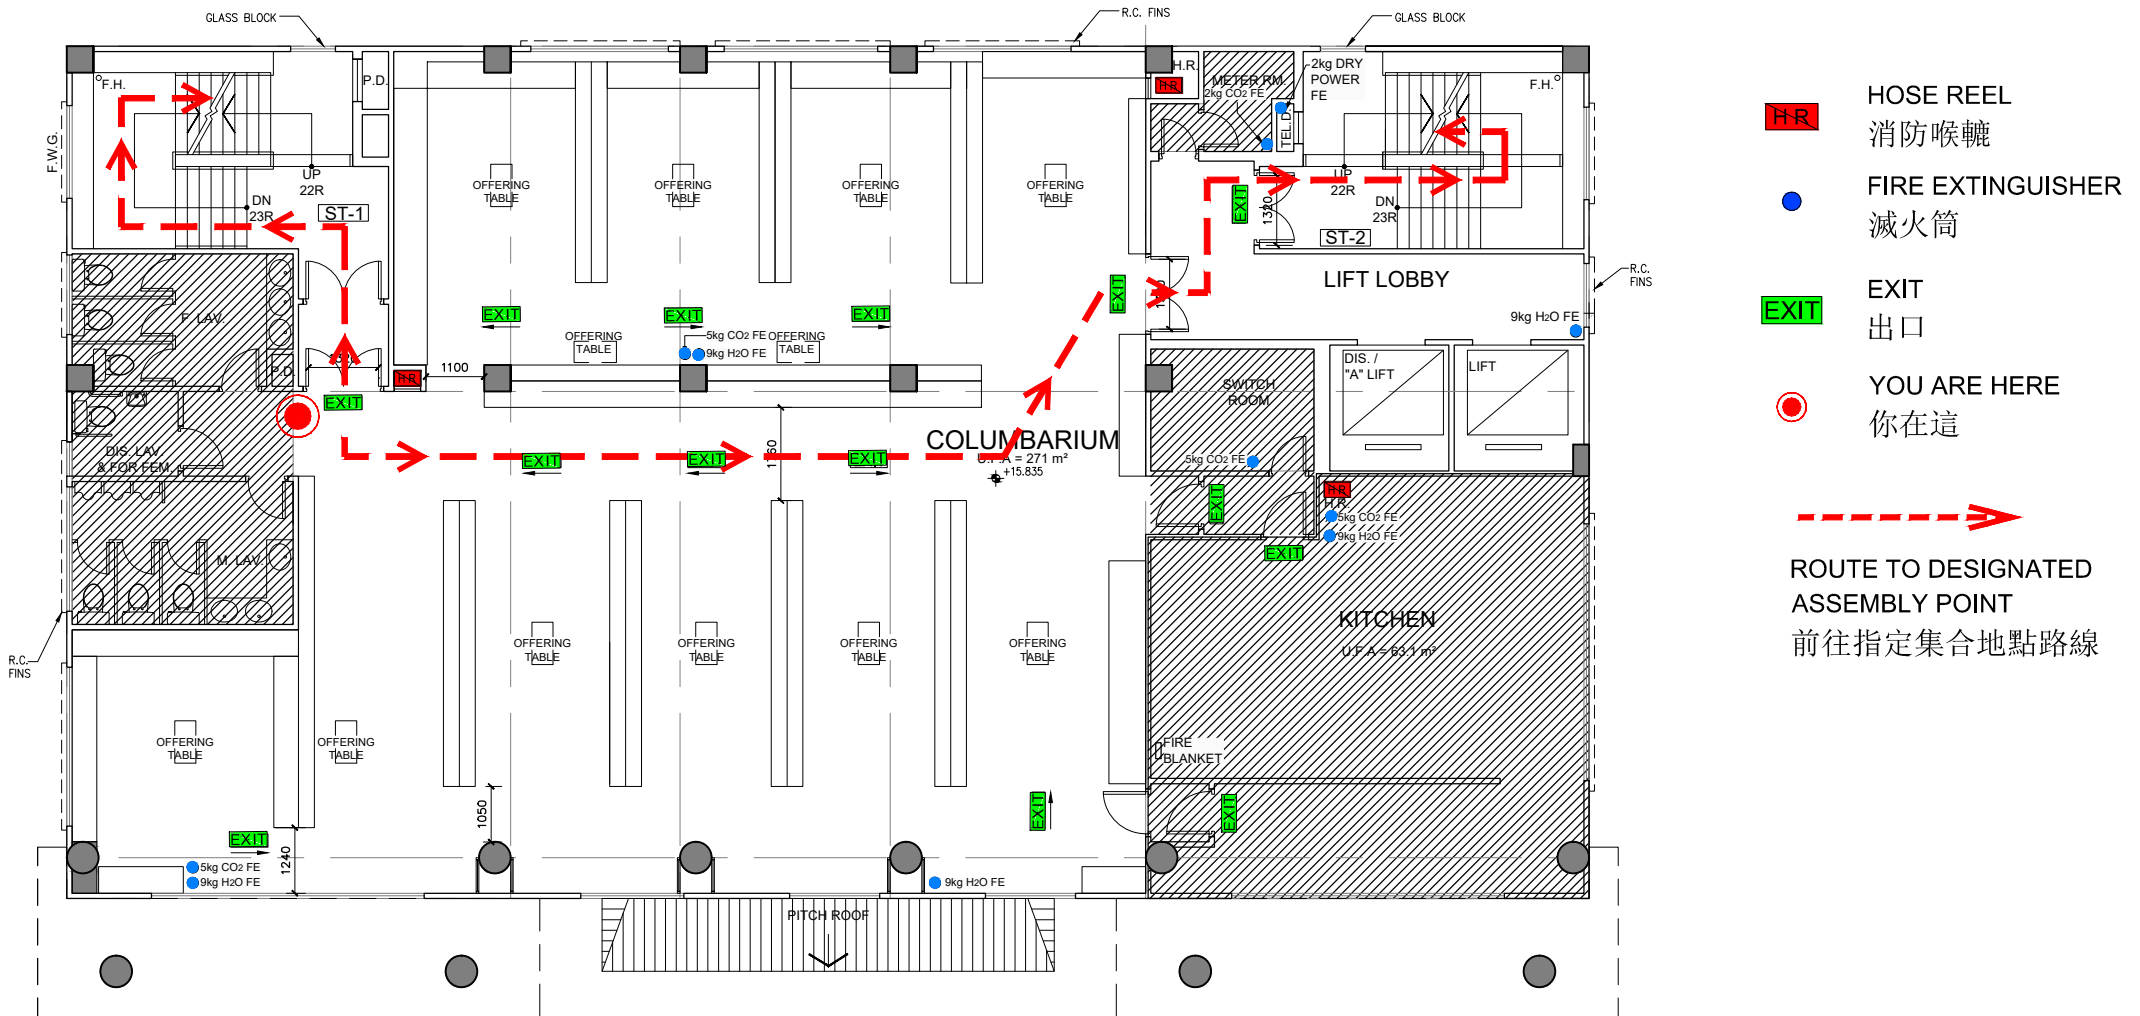 GLASS BLOCK
R.C. FINS
GLASS BLOCK
F.H.
P.D.
H.R.
HR
METER RM.
2kg CO2 FE
2kg DRY
POWER
FE
TEL.D.
F.H.
F.W.G.
UP
22R
DN
23R
ST-1
OFFERING
TABLE
OFFERING
TABLE
OFFERING
TABLE
OFFERING
TABLE
EXIT
1320
UP
22R
DN
23R
ST-2
LIFT LOBBY
R.C.
FINS
EXIT
EXIT
EXIT
EXIT
F. LAV.
P.D.
OFFERING
TABLE
5kg CO2 FE
9kg H2O FE
OFFERING
TABLE
9kg H2O FE
HR
1100
EXIT
DIS. /
"A" LIFT
LIFT
SWITCH
ROOM
DIS. LAV.
& FOR FEM.
EXIT
EXIT
EXIT
1760
COLUMBARIUM
U.F.A = 271 m²
+15.835
5kg CO2 FE
EXIT
HR
H.R.
5kg CO2 FE
9kg H2O FE
EXIT
M. LAV.
KITCHEN
U.F.A = 63.1 m²
R.C.
FINS
OFFERING
TABLE
OFFERING
TABLE
OFFERING
TABLE
OFFERING
TABLE
OFFERING
TABLE
OFFERING
TABLE
FIRE
BLANKET
1050
EXIT
EXIT
EXIT
1240
5kg CO2 FE
9kg H2O FE
9kg H2O FE
PITCH ROOF
HR
HOSE REEL
消防喉轆
FIRE EXTINGUISHER
滅火筒
EXIT
EXIT
出口
YOU ARE HERE
你在這
ROUTE TO DESIGNATED
ASSEMBLY POINT
前往指定集合地點路線